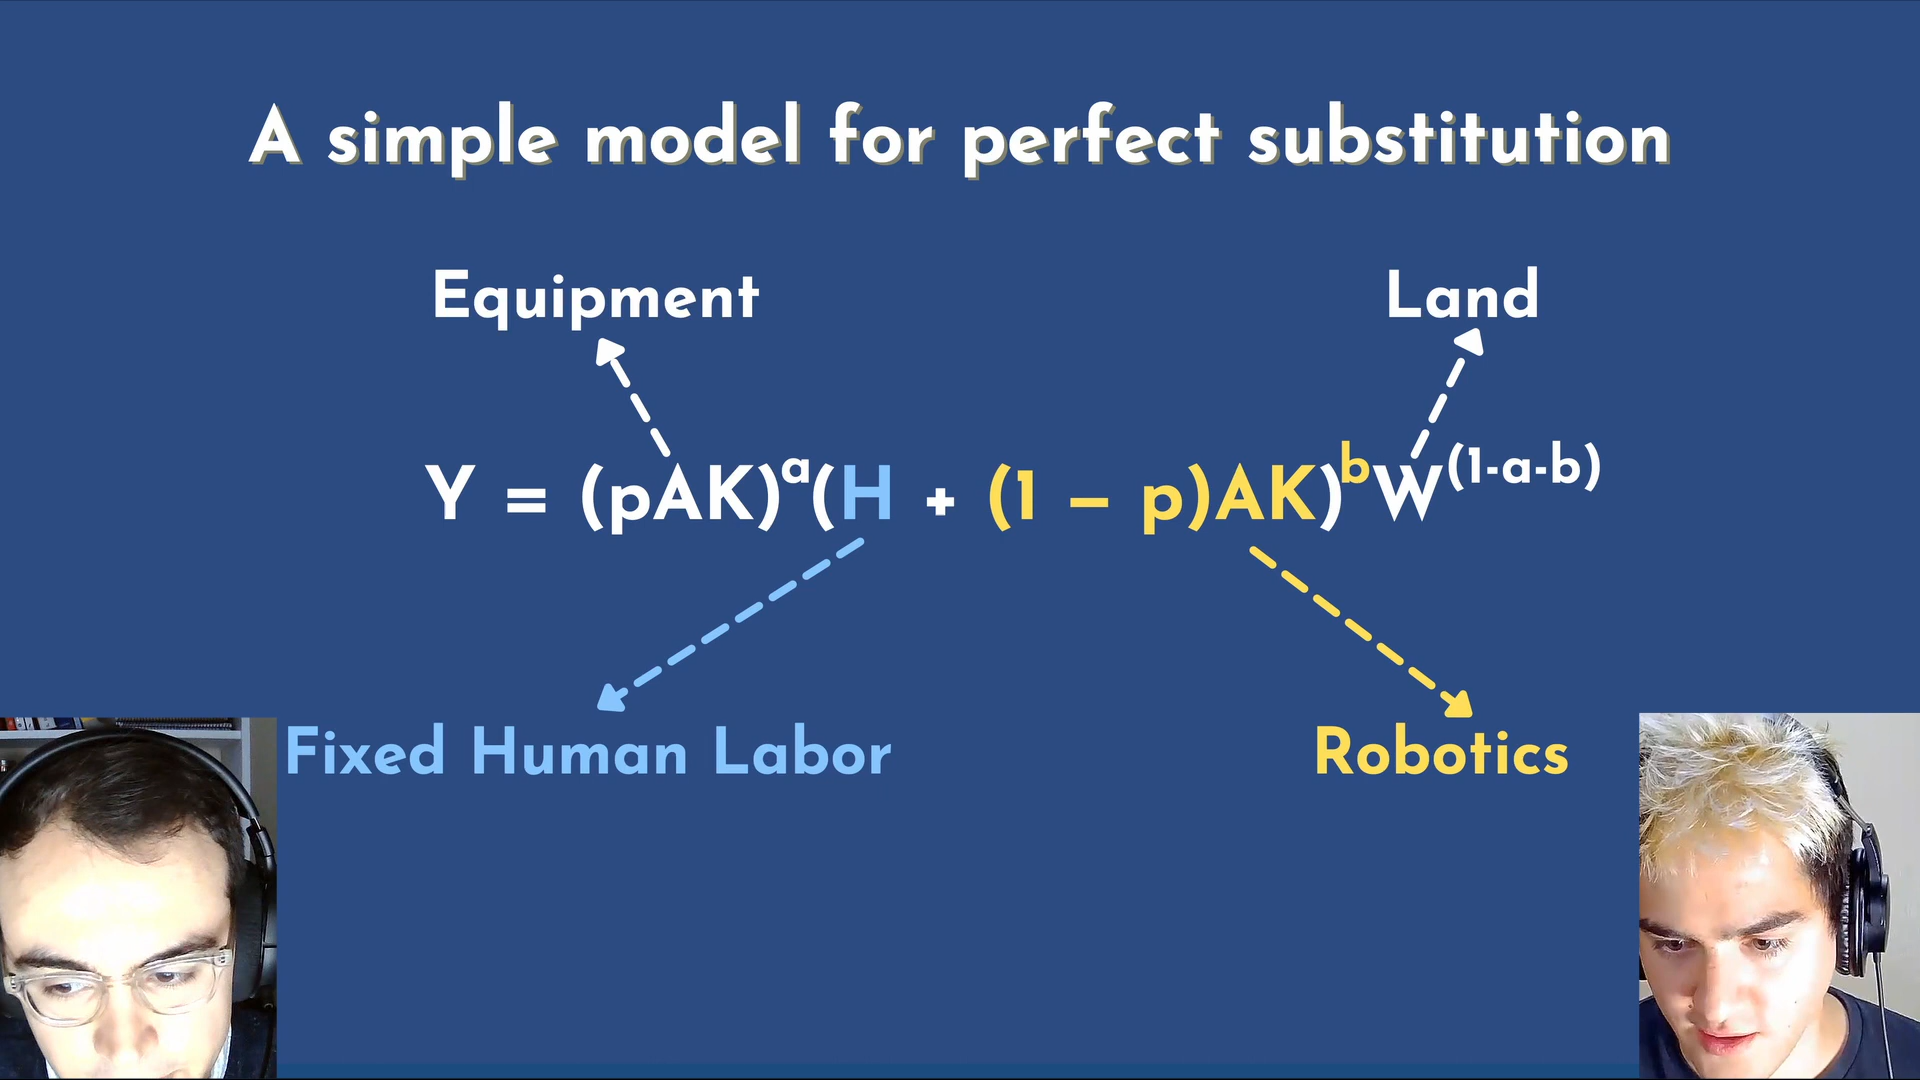 A simple model for perfect substitution
Equipment
Land
Y = (pAK)^a(H + (1 – p)AK)^bW^(1-a-b)
Fixed Human Labor
Robotics